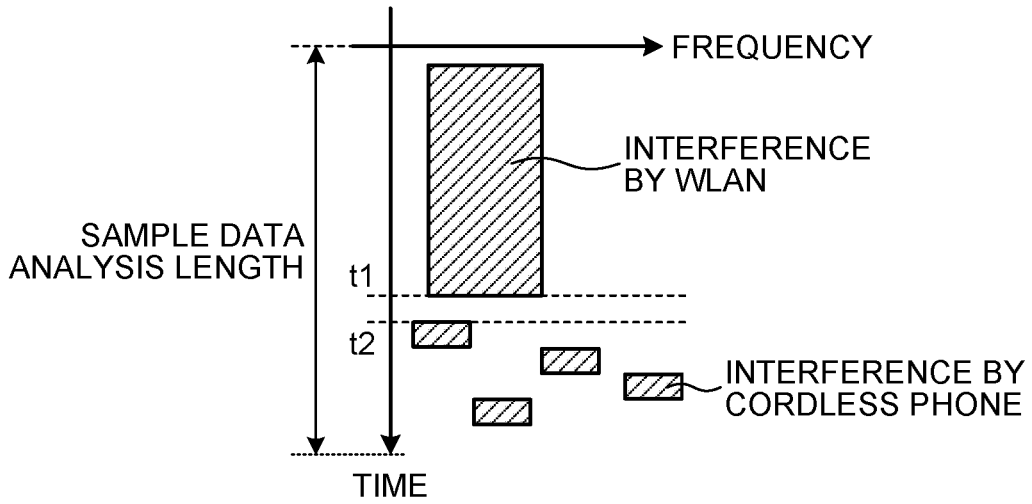 FREQUENCY
INTERFERENCE
BY WLAN
SAMPLE DATA
ANALYSIS LENGTH
t1
t2
INTERFERENCE BY
CORDLESS PHONE
TIME